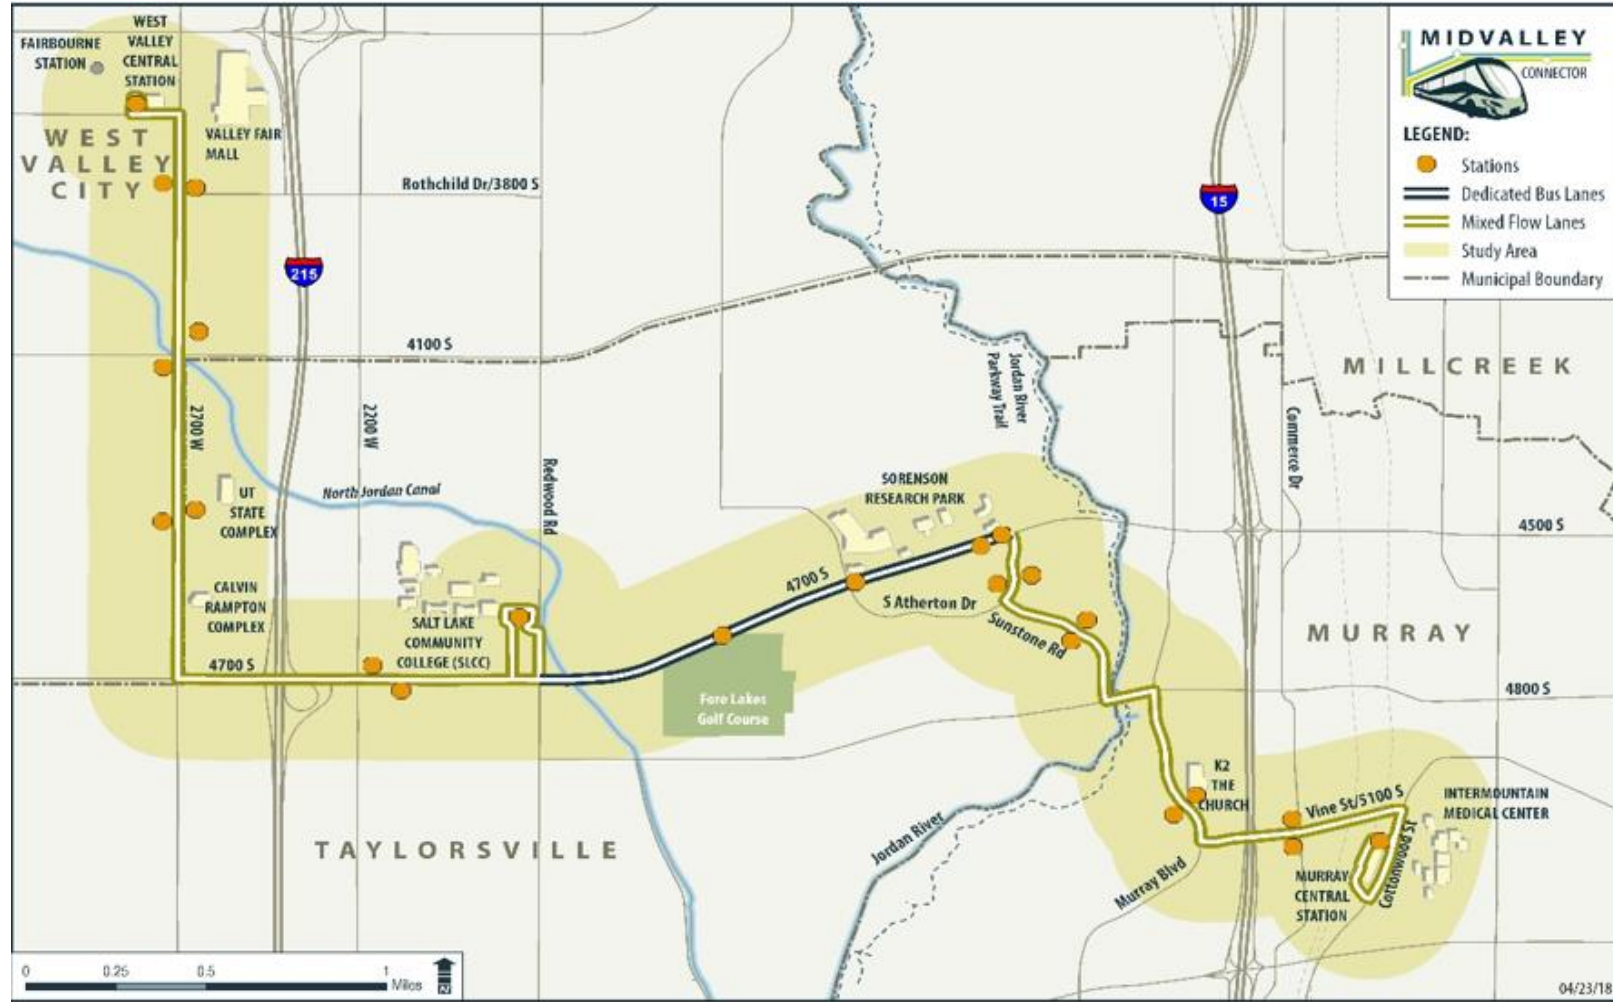 FAIRBOURNE
STATION
WEST
VALLEY
CENTRAL
STATION
WEST
VALLEY
CITY
VALLEY FAIR
MALL
Rothchild Dr/3800 S
215
15
MIDVALLEY
CONNECTOR
LEGEND:
Stations
Dedicated Bus Lanes
Mixed Flow Lanes
Study Area
Municipal Boundary
4100 S
2700 W
2200 W
Redwood Rd
North Jordan Canal
UT
STATE
COMPLEX
CALVIN
RAMPTON
COMPLEX
4700 S
SALT LAKE
COMMUNITY
COLLEGE (SLCC)
SORENSON
RESEARCH PARK
4700 S
S Atherton Dr
Sunstone Rd
Fore Lakes
Golf Course
Jordan River
Parkway Trail
Commerce Dr
MILLCREEK
4500 S
MURRAY
4800 S
K2
THE
CHURCH
Vine St/5100 S
INTERMOUNTAIN
MEDICAL CENTER
Cottonwood St
MURRAY
CENTRAL
STATION
Murray Blvd
Jordan River
TAYLORSVILLE
0 0.25 0.5 1
Miles
N
04/23/18